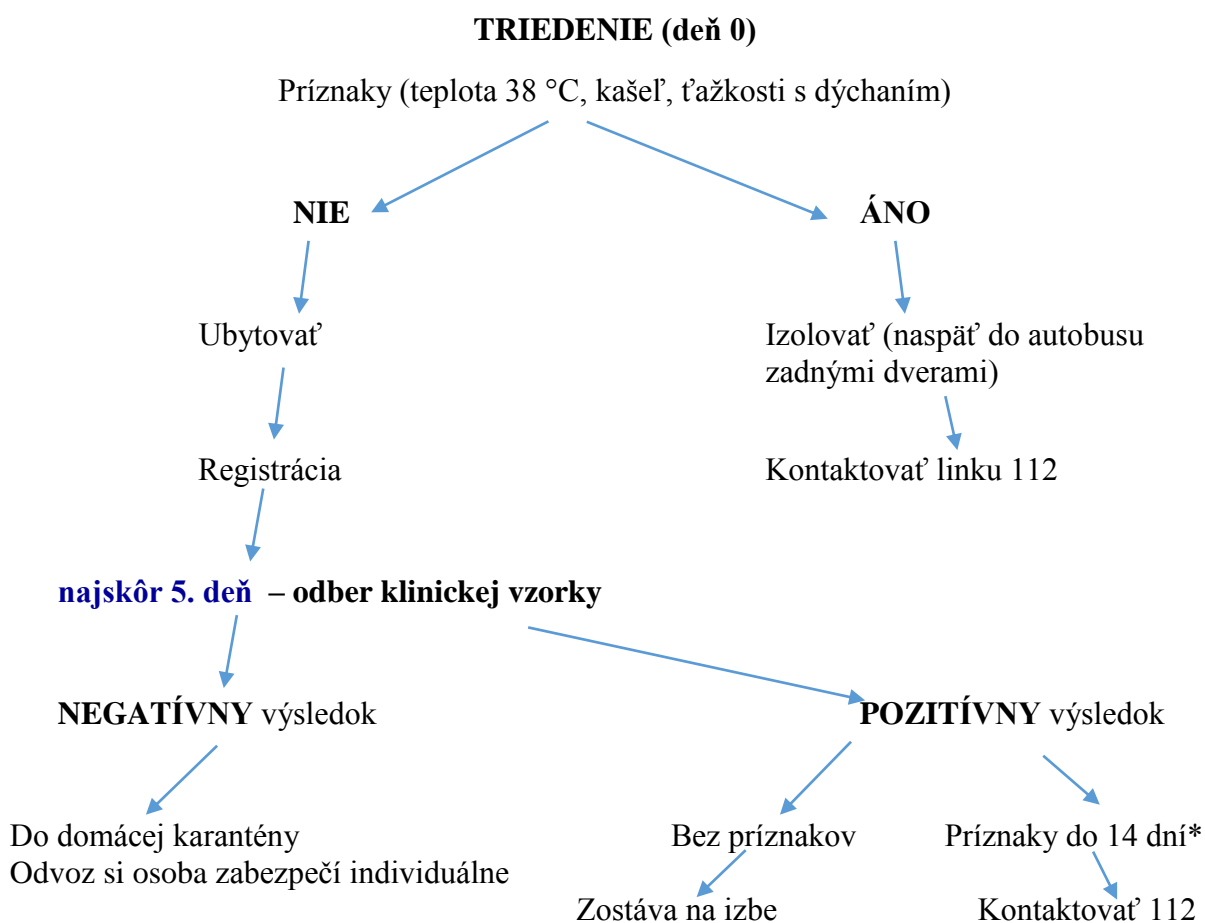 TRIEDENIE (deň 0)
Príznaky (teplota 38 °C, kašeľ, ťažkosti s dýchaním)
NIE
ÁNO
Ubytovať
Izolovať (naspäť do autobusu
zadnými dverami)
Registrácia
Kontaktovať linku 112
najskôr 5. deň – odber klinickej vzorky
NEGATÍVNY výsledok
POZITÍVNY výsledok
Do domácej karantény
Odvoz si osoba zabezpečí individuálne
Bez príznakov
Príznaky do 14 dní*
Zostáva na izbe
Kontaktovať 112